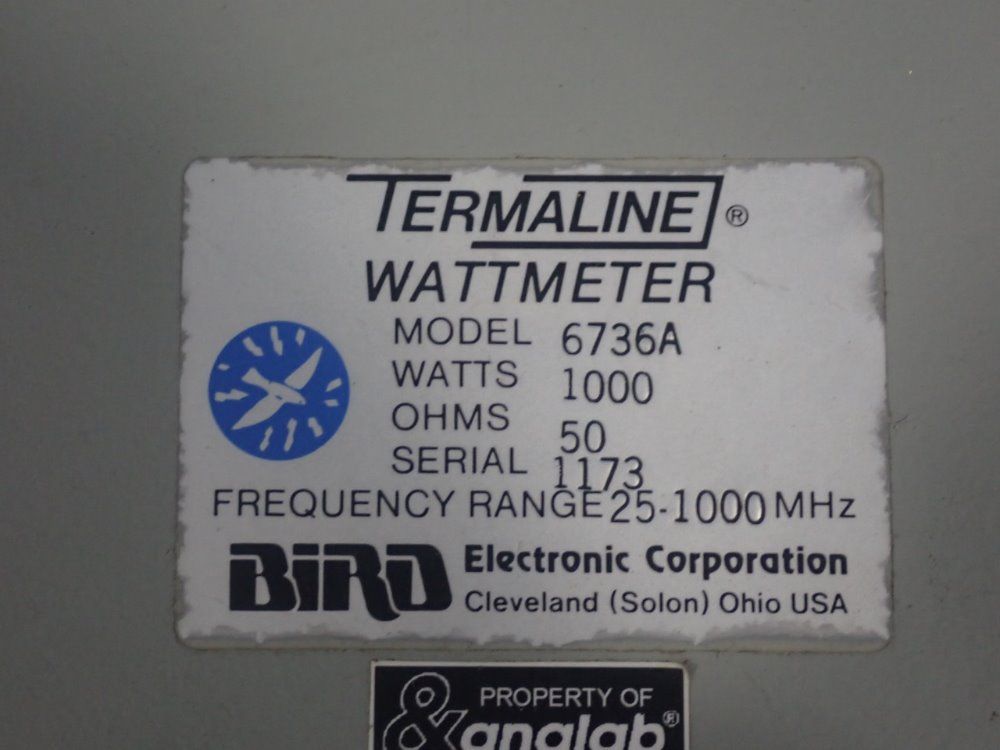 TERMALINE®
WATTMETER
MODEL 6736A
WATTS 1000
OHMS 50
SERIAL 1173
FREQUENCY RANGE 25-1000 MHz
BIRD Electronic Corporation
Cleveland (Solon) Ohio USA
PROPERTY OF
& analab®